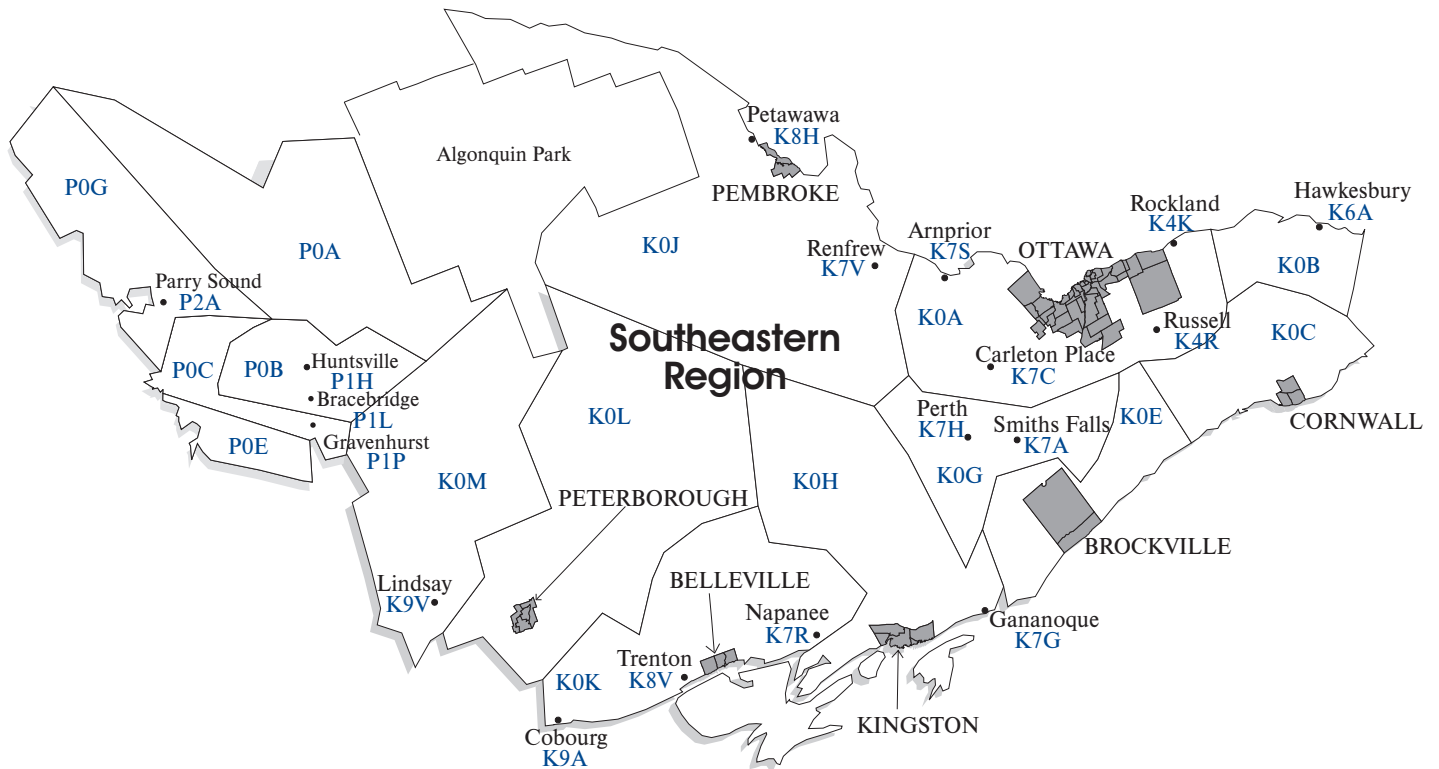 Petawawa
K8H
Algonquin Park
PEMBROKE
P0G
Hawkesbury
K6A
Rockland
K4K
Arnprior
K7S
OTTAWA
Renfrew
K7V
K0J
P0A
K0B
Parry Sound
P2A
K0A
Russell
K4R
K0C
Southeastern
Region
Carleton Place
K7C
P0C
P0B
Huntsville
P1H
Bracebridge
P1L
Gravenhurst
P1P
P0E
K0L
Perth
K7H
Smiths Falls
K7A
K0E
CORNWALL
K0M
K0H
K0G
PETERBOROUGH
BROCKVILLE
Lindsay
K9V
BELLEVILLE
Napanee
K7R
Gananoque
K7G
Trenton
K8V
K0K
KINGSTON
Cobourg
K9A